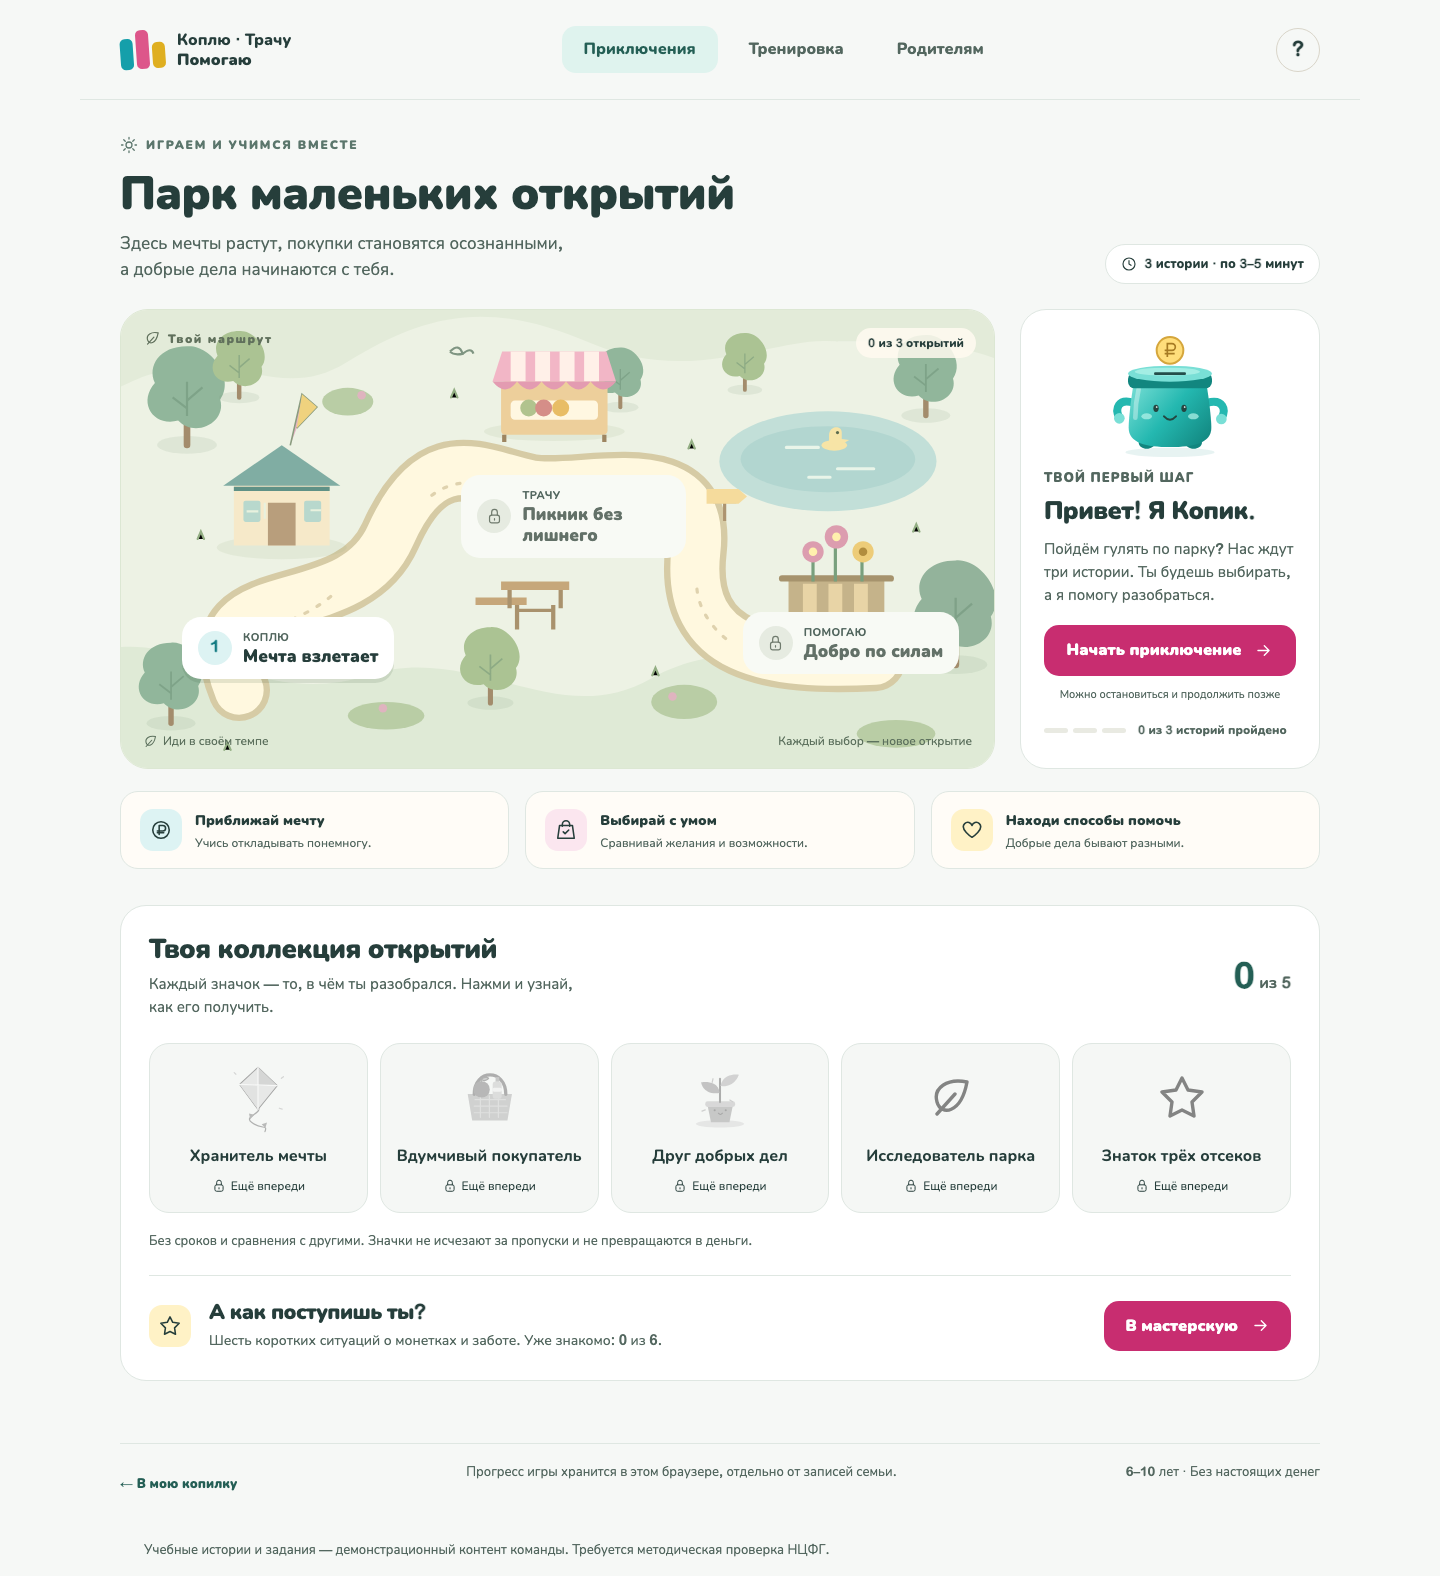 Коплю · Трачу
Помогаю
Приключения
Тренировка
Родителям
?
ИГРАЕМ И УЧИМСЯ ВМЕСТЕ
Парк маленьких открытий
Здесь мечты растут, покупки становятся осознанными,
а добрые дела начинаются с тебя.
3 истории · по 3–5 минут
Твой маршрут
0 из 3 открытий
ТРАЧУ
Пикник без
лишнего
1
КОПЛЮ
Мечта взлетает
ПОМОГАЮ
Добро по силам
Иди в своём темпе
Каждый выбор — новое открытие
ТВОЙ ПЕРВЫЙ ШАГ
Привет! Я Копик.
Пойдём гулять по парку? Нас ждут
три истории. Ты будешь выбирать,
а я помогу разобраться.
Начать приключение →
Можно остановиться и продолжить позже
0 из 3 историй пройдено
Приближай мечту
Учись откладывать понемногу.
Выбирай с умом
Сравнивай желания и возможности.
Находи способы помочь
Добрые дела бывают разными.
Твоя коллекция открытий
Каждый значок — то, в чём ты разобрался. Нажми и узнай,
как его получить.
0 из 5
Хранитель мечты
Ещё впереди
Вдумчивый покупатель
Ещё впереди
Друг добрых дел
Ещё впереди
Исследователь парка
Ещё впереди
Знаток трёх отсеков
Ещё впереди
Без сроков и сравнения с другими. Значки не исчезают за пропуски и не превращаются в деньги.
А как поступишь ты?
Шесть коротких ситуаций о монетках и заботе. Уже знакомо: 0 из 6.
В мастерскую →
← В мою копилку
Прогресс игры хранится в этом браузере, отдельно от записей семьи.
6–10 лет · Без настоящих денег
Учебные истории и задания — демонстрационный контент команды. Требуется методическая проверка НЦФГ.